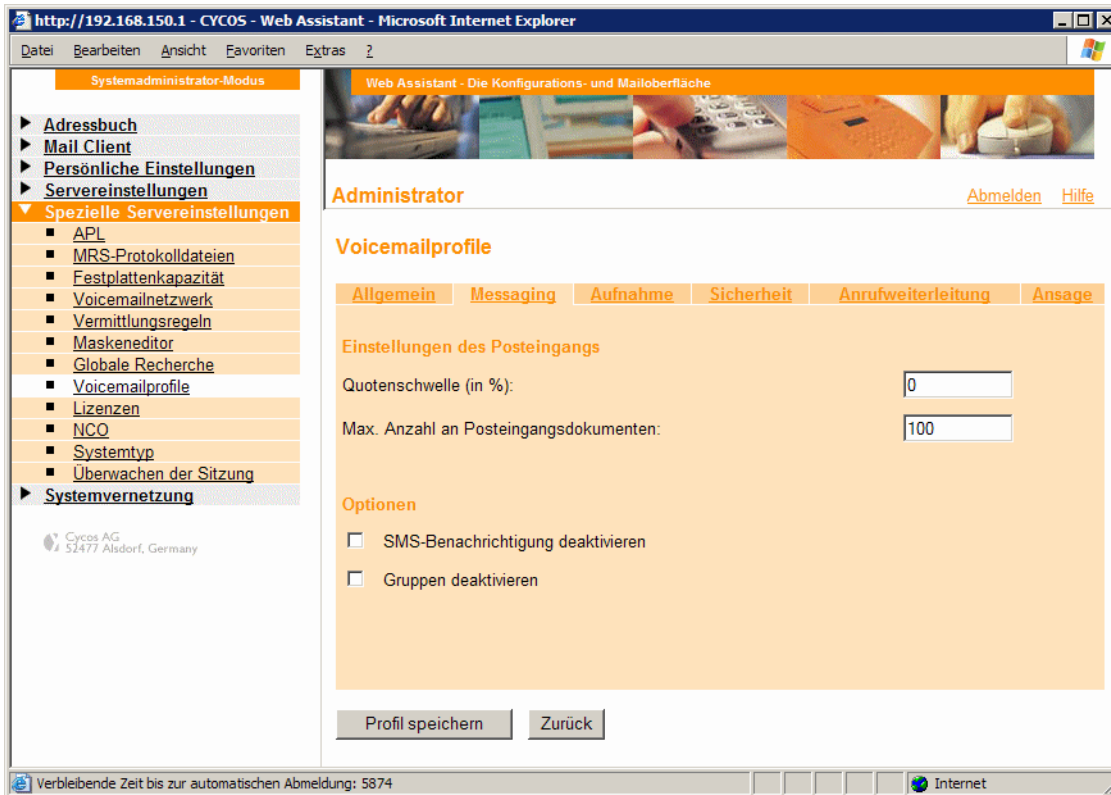 http://192.168.150.1 - CYCOS - Web Assistant - Microsoft Internet Explorer
Datei Bearbeiten Ansicht Favoriten Extras ?
Systemadministrator-Modus
Adressbuch
Mail Client
Persönliche Einstellungen
Servereinstellungen
Spezielle Servereinstellungen
APL
MRS-Protokolldateien
Festplattenkapazität
Voicemailnetzwerk
Vermittlungsregeln
Maskeneditor
Globale Recherche
Voicemailprofile
Lizenzen
NCO
Systemtyp
Überwachen der Sitzung
Systemvernetzung
Cycos AG
52477 Alsdorf, Germany
Web Assistant - Die Konfigurations- und Mailoberfläche
Administrator
Abmelden Hilfe
Voicemailprofile
Allgemein Messaging Aufnahme Sicherheit Anrufweiterleitung Ansage
Einstellungen des Posteingangs
Quotenschwelle (in %): 0
Max. Anzahl an Posteingangsdokumenten: 100
Optionen
SMS-Benachrichtigung deaktivieren
Gruppen deaktivieren
Profil speichern Zurück
Verbleibende Zeit bis zur automatischen Abmeldung: 5874
Internet